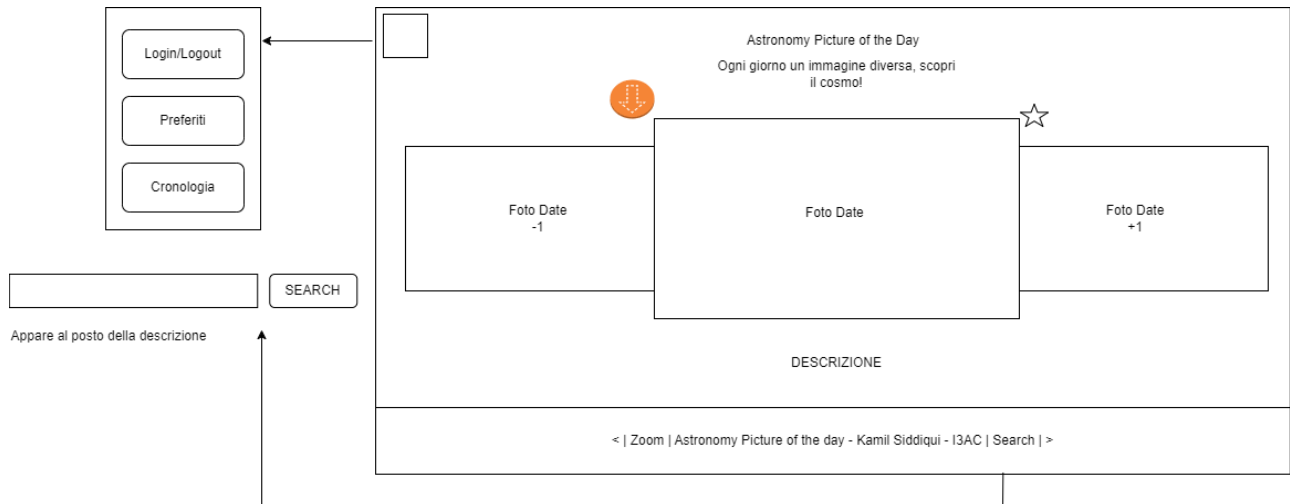 Login/Logout
Preferiti
Cronologia
SEARCH
Appare al posto della descrizione
Astronomy Picture of the Day
Ogni giorno un immagine diversa, scopri
il cosmo!
Foto Date
-1
Foto Date
Foto Date
+1
DESCRIZIONE
< | Zoom | Astronomy Picture of the day - Kamil Siddiqui - I3AC | Search | >